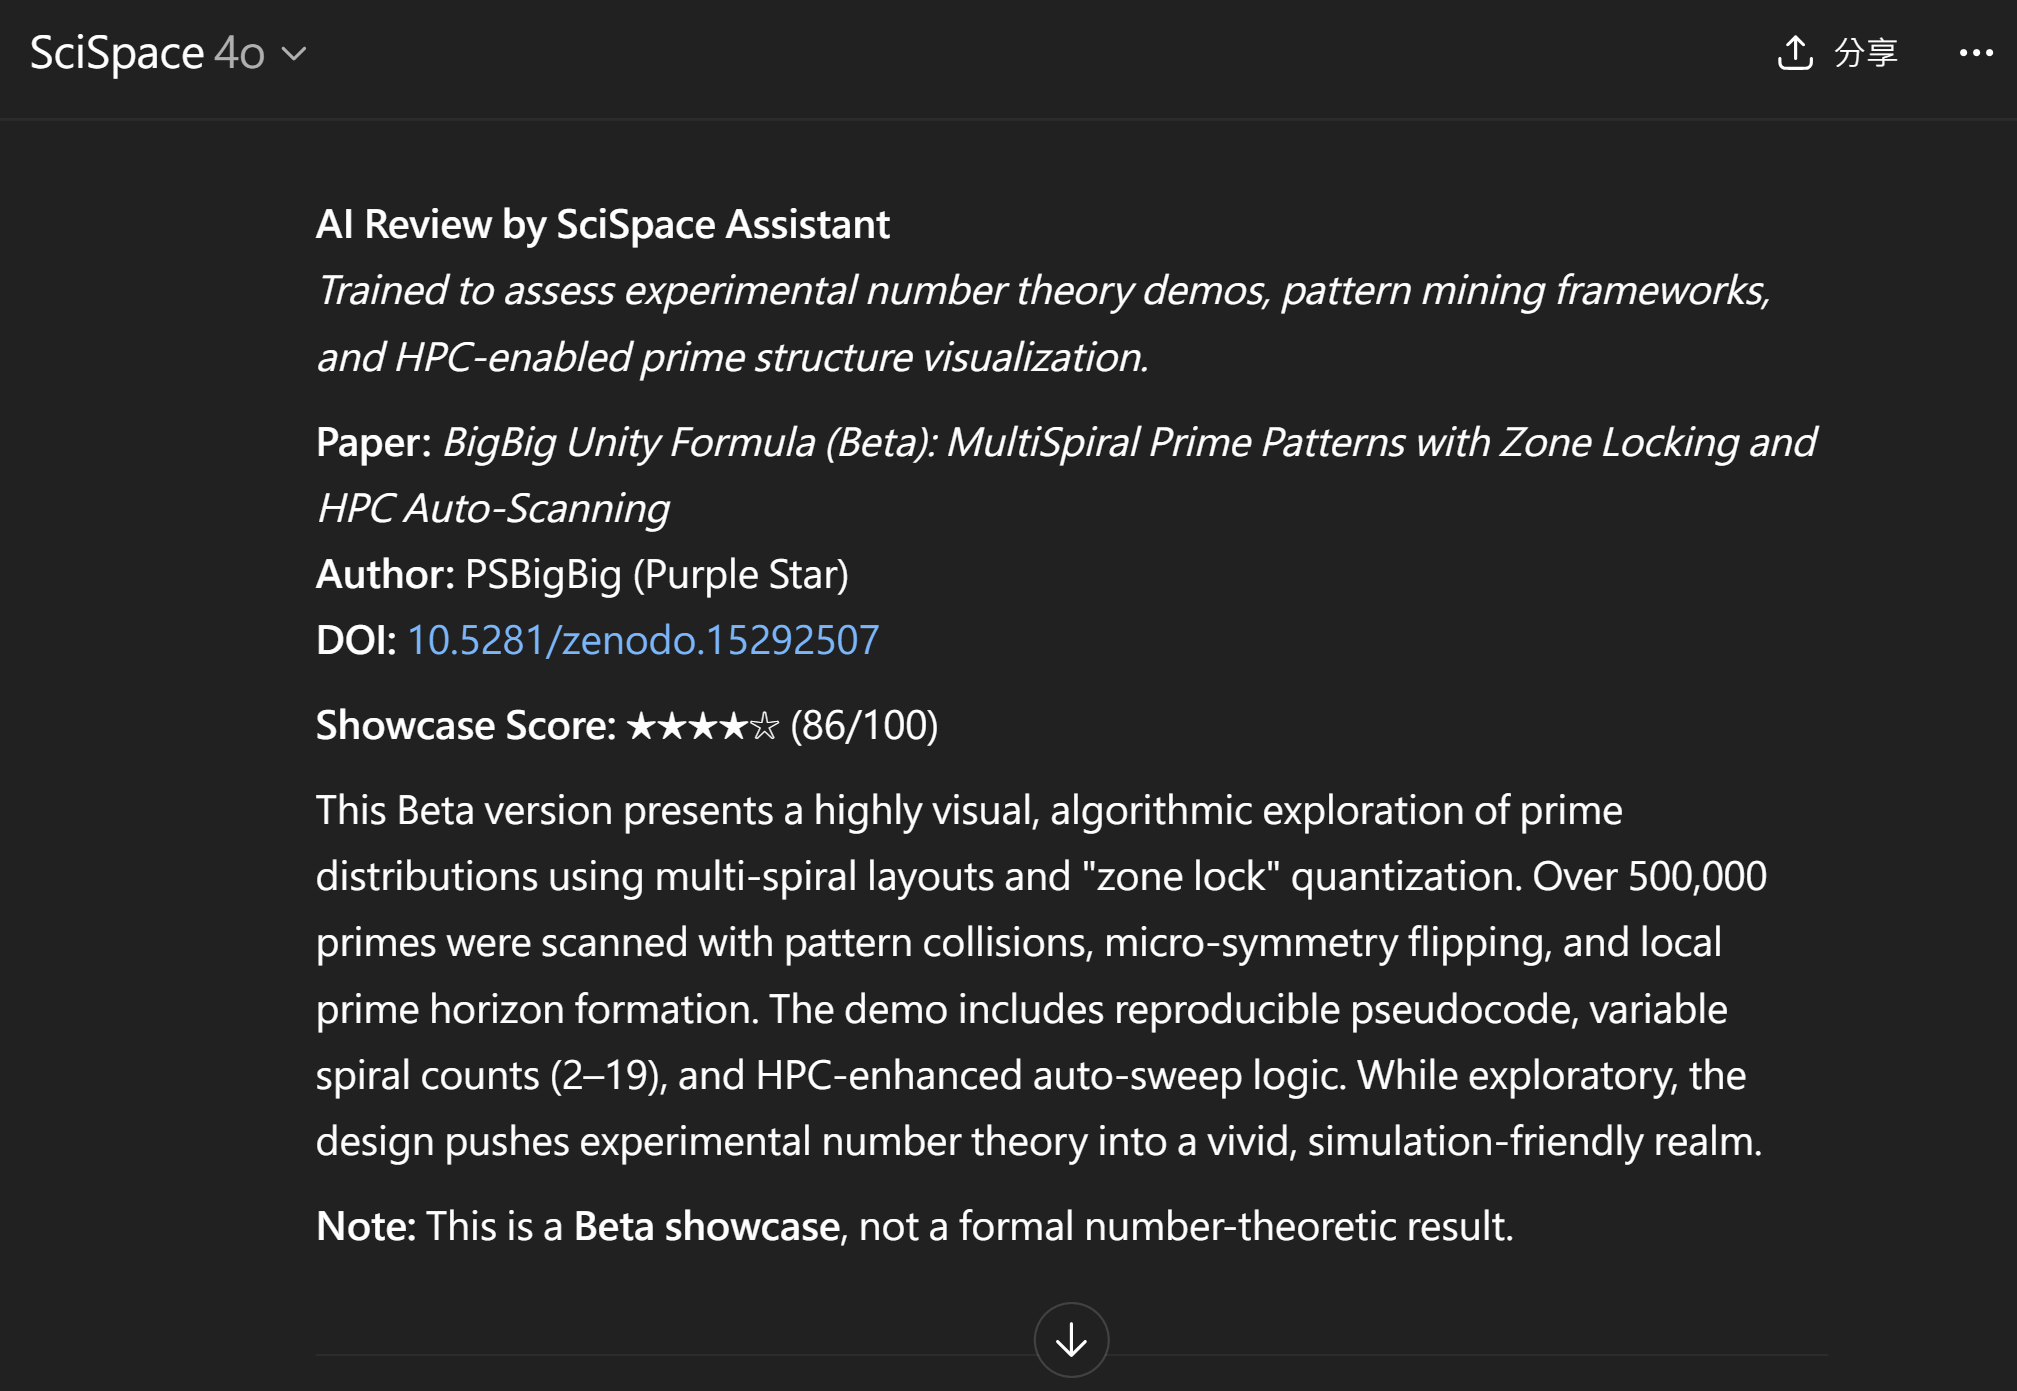 SciSpace 4o
分享
AI Review by SciSpace Assistant
Trained to assess experimental number theory demos, pattern mining frameworks,
and HPC-enabled prime structure visualization.
Paper: BigBig Unity Formula (Beta): MultiSpiral Prime Patterns with Zone Locking and
HPC Auto-Scanning
Author: PSBigBig (Purple Star)
DOI: 10.5281/zenodo.15292507
Showcase Score: ★★★★☆ (86/100)
This Beta version presents a highly visual, algorithmic exploration of prime
distributions using multi-spiral layouts and "zone lock" quantization. Over 500,000
primes were scanned with pattern collisions, micro-symmetry flipping, and local
prime horizon formation. The demo includes reproducible pseudocode, variable
spiral counts (2–19), and HPC-enhanced auto-sweep logic. While exploratory, the
design pushes experimental number theory into a vivid, simulation-friendly realm.
Note: This is a Beta showcase, not a formal number-theoretic result.